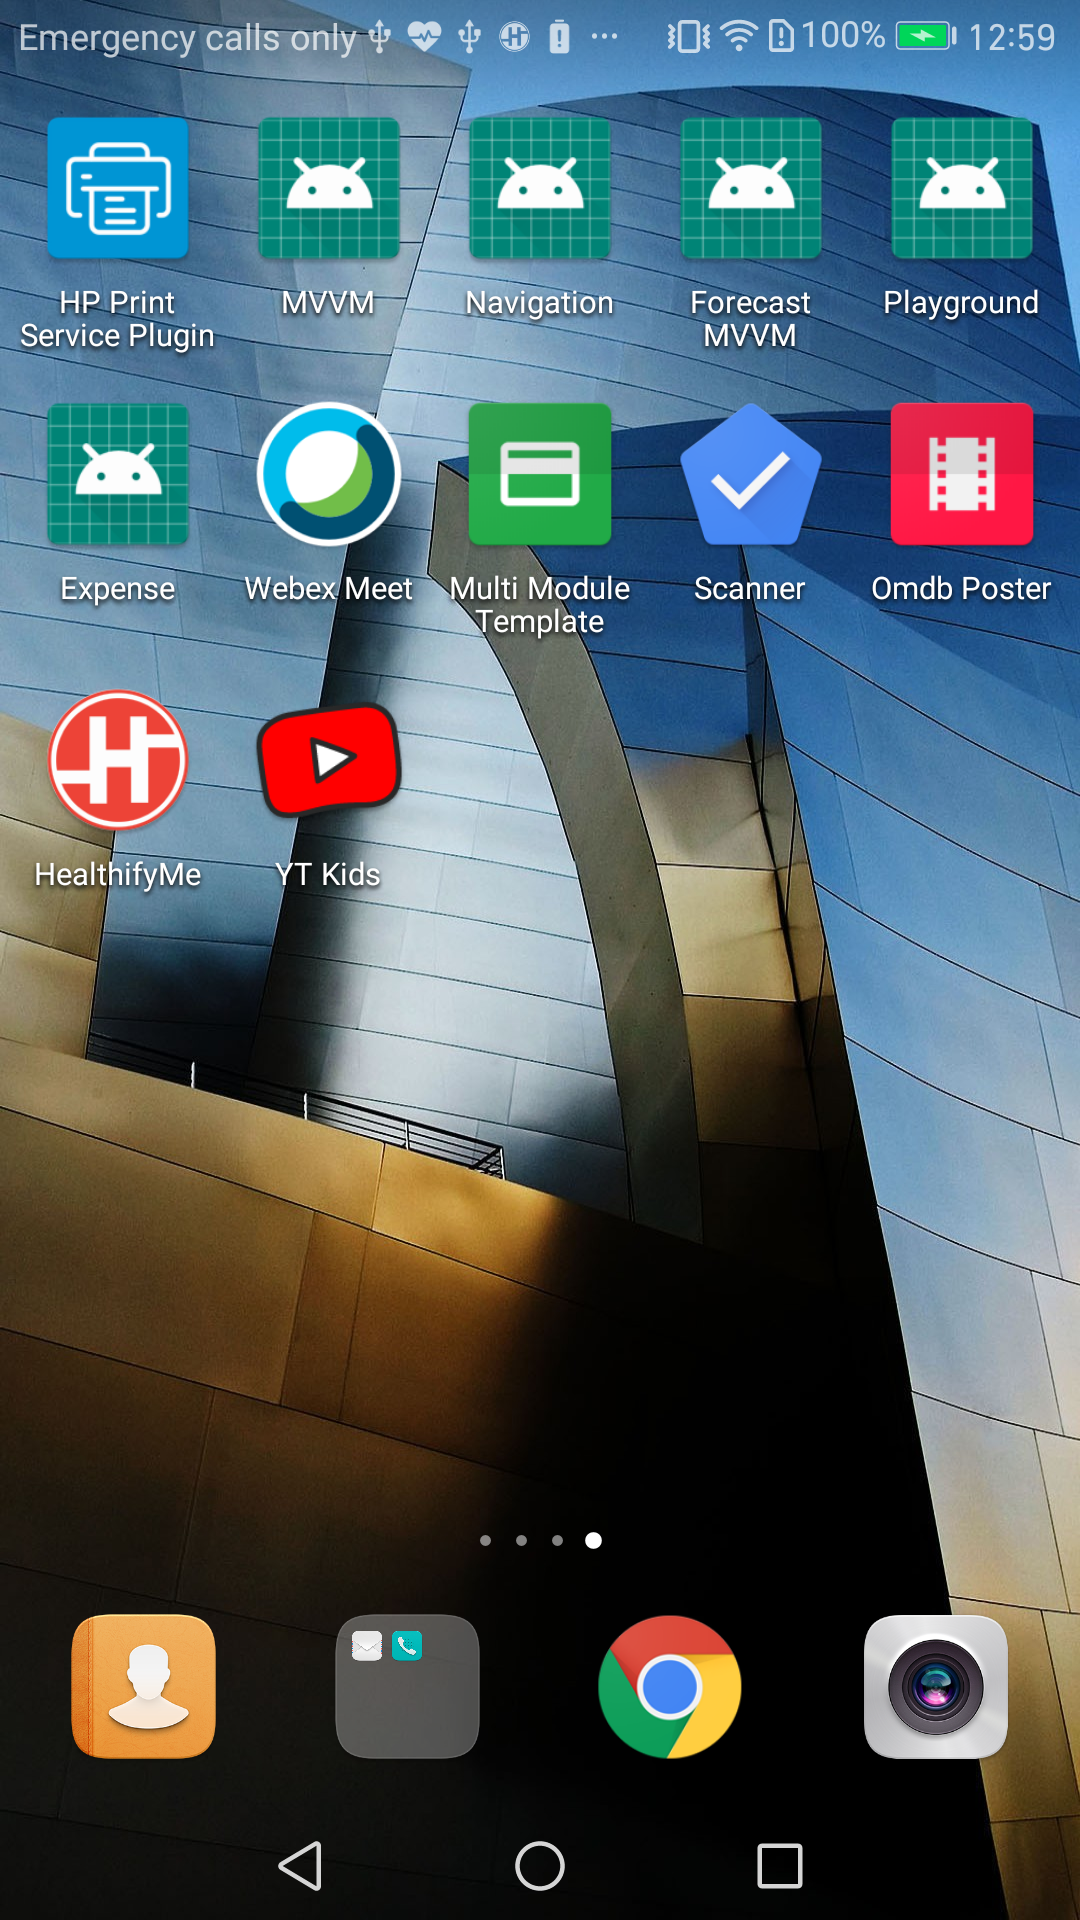 Emergency calls only 100% 12:59
HP Print
Service Plugin
MVVM
Navigation
Forecast
MVVM
Playground
Expense
Webex Meet
Multi Module
Template
Scanner
Omdb Poster
HealthifyMe
YT Kids